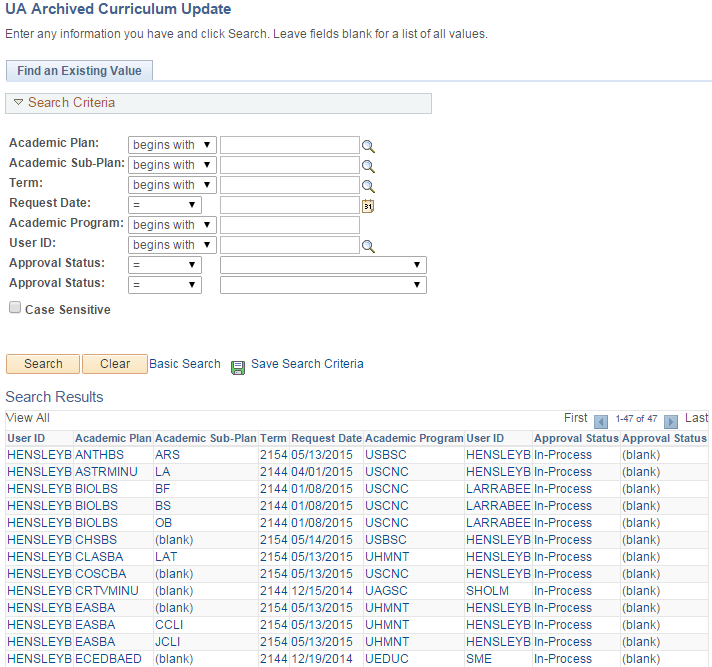 UA Archived Curriculum Update
Enter any information you have and click Search. Leave fields blank for a list of all values.
Find an Existing Value
Search Criteria
Academic Plan: begins with
Academic Sub-Plan: begins with
Term: begins with
Request Date: =
Academic Program: begins with
User ID: begins with
Approval Status: =
Approval Status: =
Case Sensitive
Search Clear Basic Search Save Search Criteria
Search Results
View All First 1-47 of 47 Last
User ID Academic Plan Academic Sub-Plan Term Request Date Academic Program User ID Approval Status Approval Status
HENSLEYB ANTHBS ARS 2154 05/13/2015 USBSC HENSLEYB In-Process (blank)
HENSLEYB ASTRMINU LA 2144 04/01/2015 USCNC HENSLEYB In-Process (blank)
HENSLEYB BIOLBS BF 2144 01/08/2015 USCNC LARRABEE In-Process (blank)
HENSLEYB BIOLBS BS 2144 01/08/2015 USCNC LARRABEE In-Process (blank)
HENSLEYB BIOLBS OB 2144 01/08/2015 USCNC LARRABEE In-Process (blank)
HENSLEYB CHSBS (blank) 2154 05/14/2015 USBSC HENSLEYB In-Process (blank)
HENSLEYB CLASBA LAT 2154 05/13/2015 UHMNT HENSLEYB In-Process (blank)
HENSLEYB COSCBA (blank) 2154 05/13/2015 USCNC HENSLEYB In-Process (blank)
HENSLEYB CRTVMINU (blank) 2144 12/15/2014 UAGSC SHOLM In-Process (blank)
HENSLEYB EASBA (blank) 2154 05/13/2015 UHMNT HENSLEYB In-Process (blank)
HENSLEYB EASBA CCLI 2154 05/13/2015 UHMNT HENSLEYB In-Process (blank)
HENSLEYB EASBA JCLI 2154 05/13/2015 UHMNT HENSLEYB In-Process (blank)
HENSLEYB ECEDBAED (blank) 2144 12/19/2014 UEDUC SME In-Process (blank)